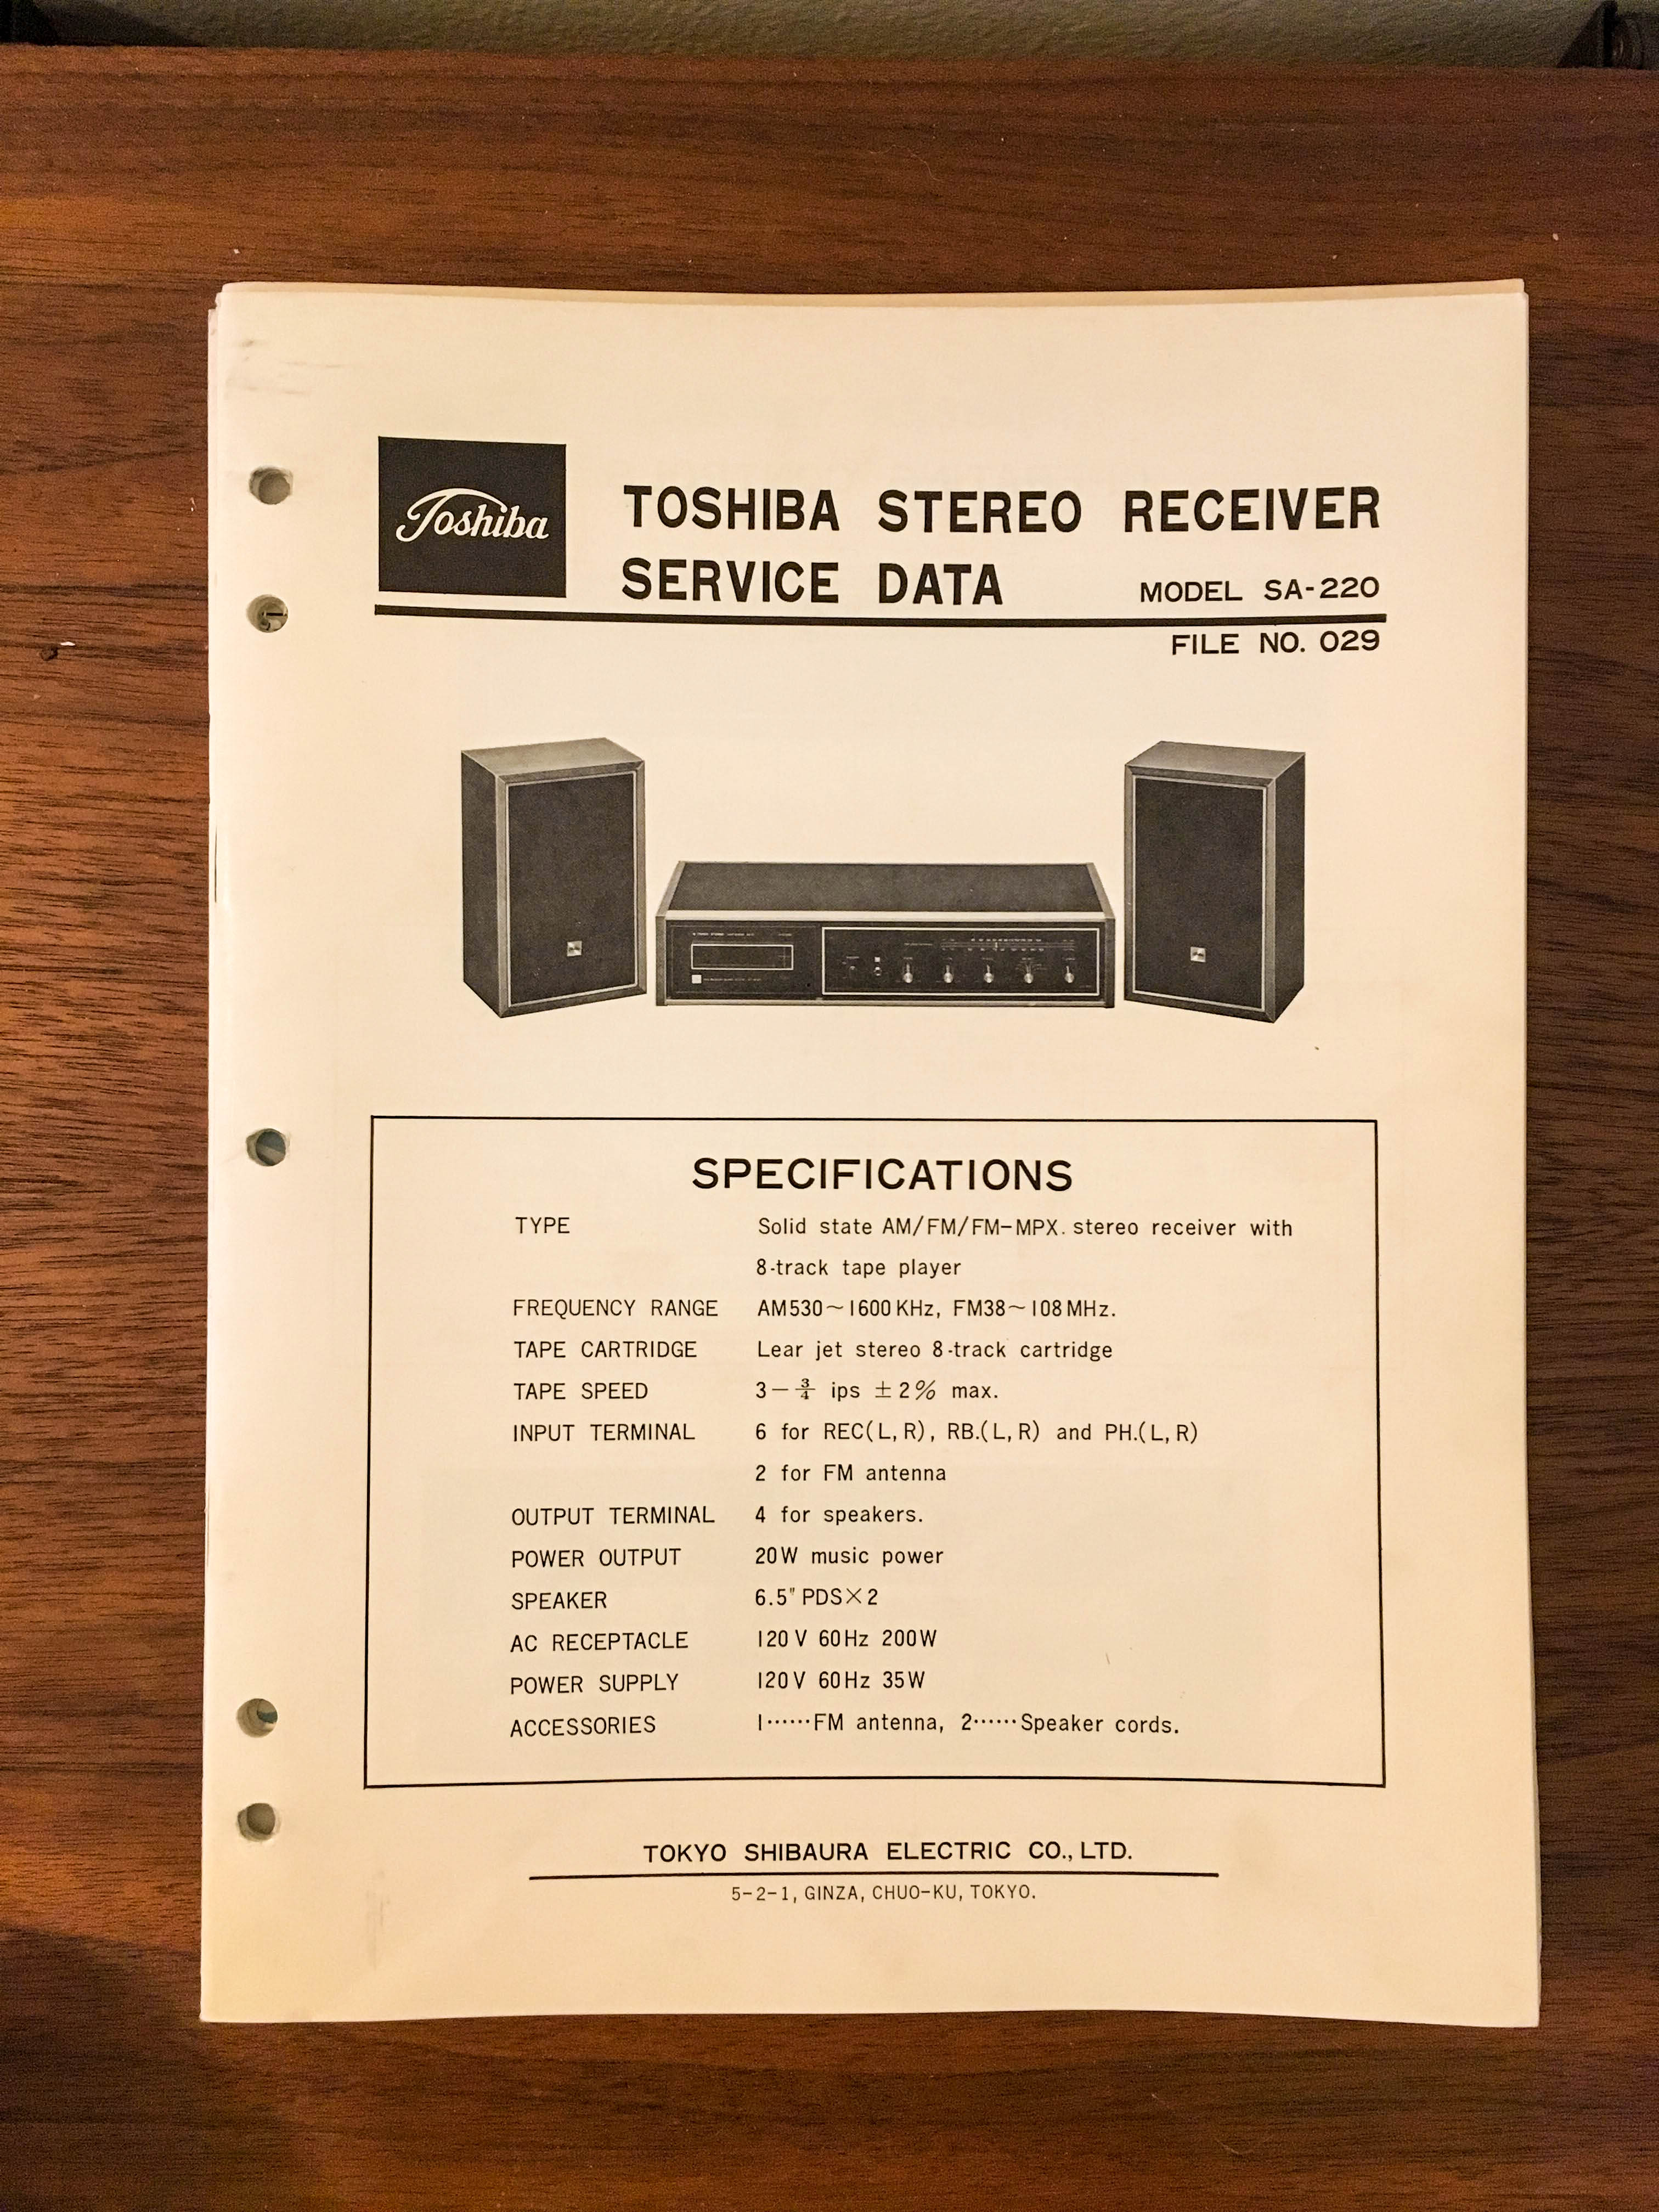 Toshiba
TOSHIBA STEREO RECEIVER
SERVICE DATA
MODEL SA-220
FILE NO. 029
SPECIFICATIONS
TYPE Solid state AM/FM/FM-MPX. stereo receiver with
8-track tape player
FREQUENCY RANGE AM530~1600KHz, FM38~108MHz.
TAPE CARTRIDGE Lear jet stereo 8-track cartridge
TAPE SPEED 3-3/4 ips ±2% max.
INPUT TERMINAL 6 for REC(L,R), RB.(L,R) and PH.(L,R)
2 for FM antenna
OUTPUT TERMINAL 4 for speakers.
POWER OUTPUT 20W music power
SPEAKER 6.5" PDS×2
AC RECEPTACLE 120V 60Hz 200W
POWER SUPPLY 120V 60Hz 35W
ACCESSORIES 1······FM antenna, 2······Speaker cords.
TOKYO SHIBAURA ELECTRIC CO., LTD.
5-2-1, GINZA, CHUO-KU, TOKYO.